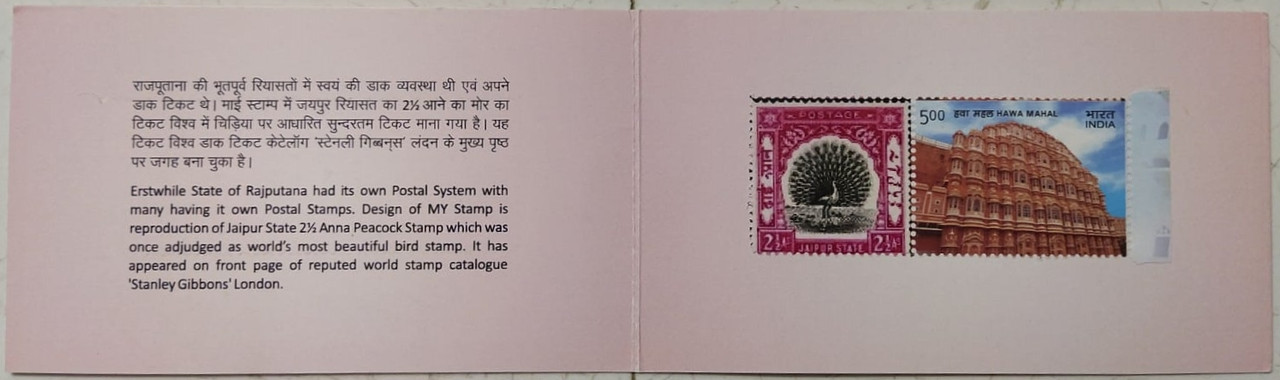 राजपूताना की भूतपूर्व रियासतों में स्वयं की डाक व्यवस्था थी एवं अपने
डाक टिकट थे। माई स्टाम्प में जयपुर रियासत का 2½ आने का मोर का
टिकट विश्व में चिड़िया पर आधारित सुन्दरतम टिकट माना गया है। यह
टिकट विश्व डाक टिकट केटेलॉग 'स्टेनली गिब्बन्स' लंदन के मुख्य पृष्ठ
पर जगह बना चुका है।
Erstwhile State of Rajputana had its own Postal System with
many having it own Postal Stamps. Design of MY Stamp is
reproduction of Jaipur State 2½ Anna Peacock Stamp which was
once adjudged as world's most beautiful bird stamp. It has
appeared on front page of reputed world stamp catalogue
'Stanley Gibbons' London.
POSTAGE
2½ As JAIPUR STATE 2½ As
500 हवा महल HAWA MAHAL भारत
INDIA